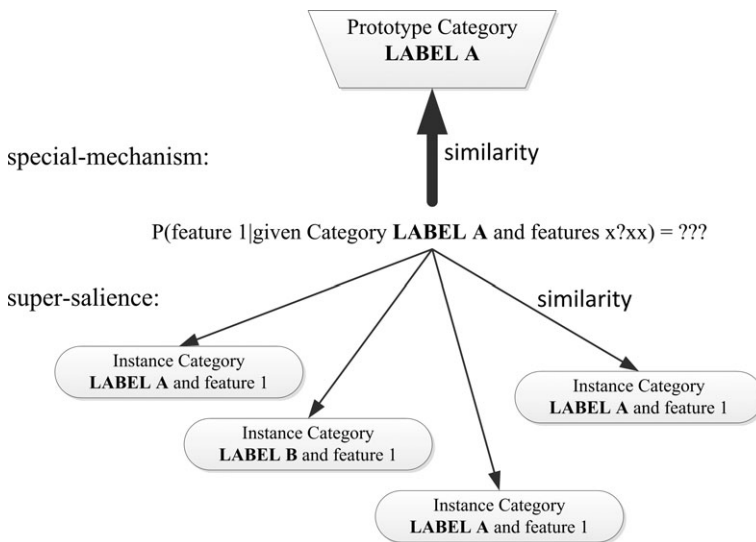 Prototype Category
LABEL A
special-mechanism:
similarity
P(feature 1|given Category LABEL A and features x?xx) = ???
super-salience:
similarity
Instance Category
LABEL A and feature 1
Instance Category
LABEL A and feature 1
Instance Category
LABEL B and feature 1
Instance Category
LABEL A and feature 1